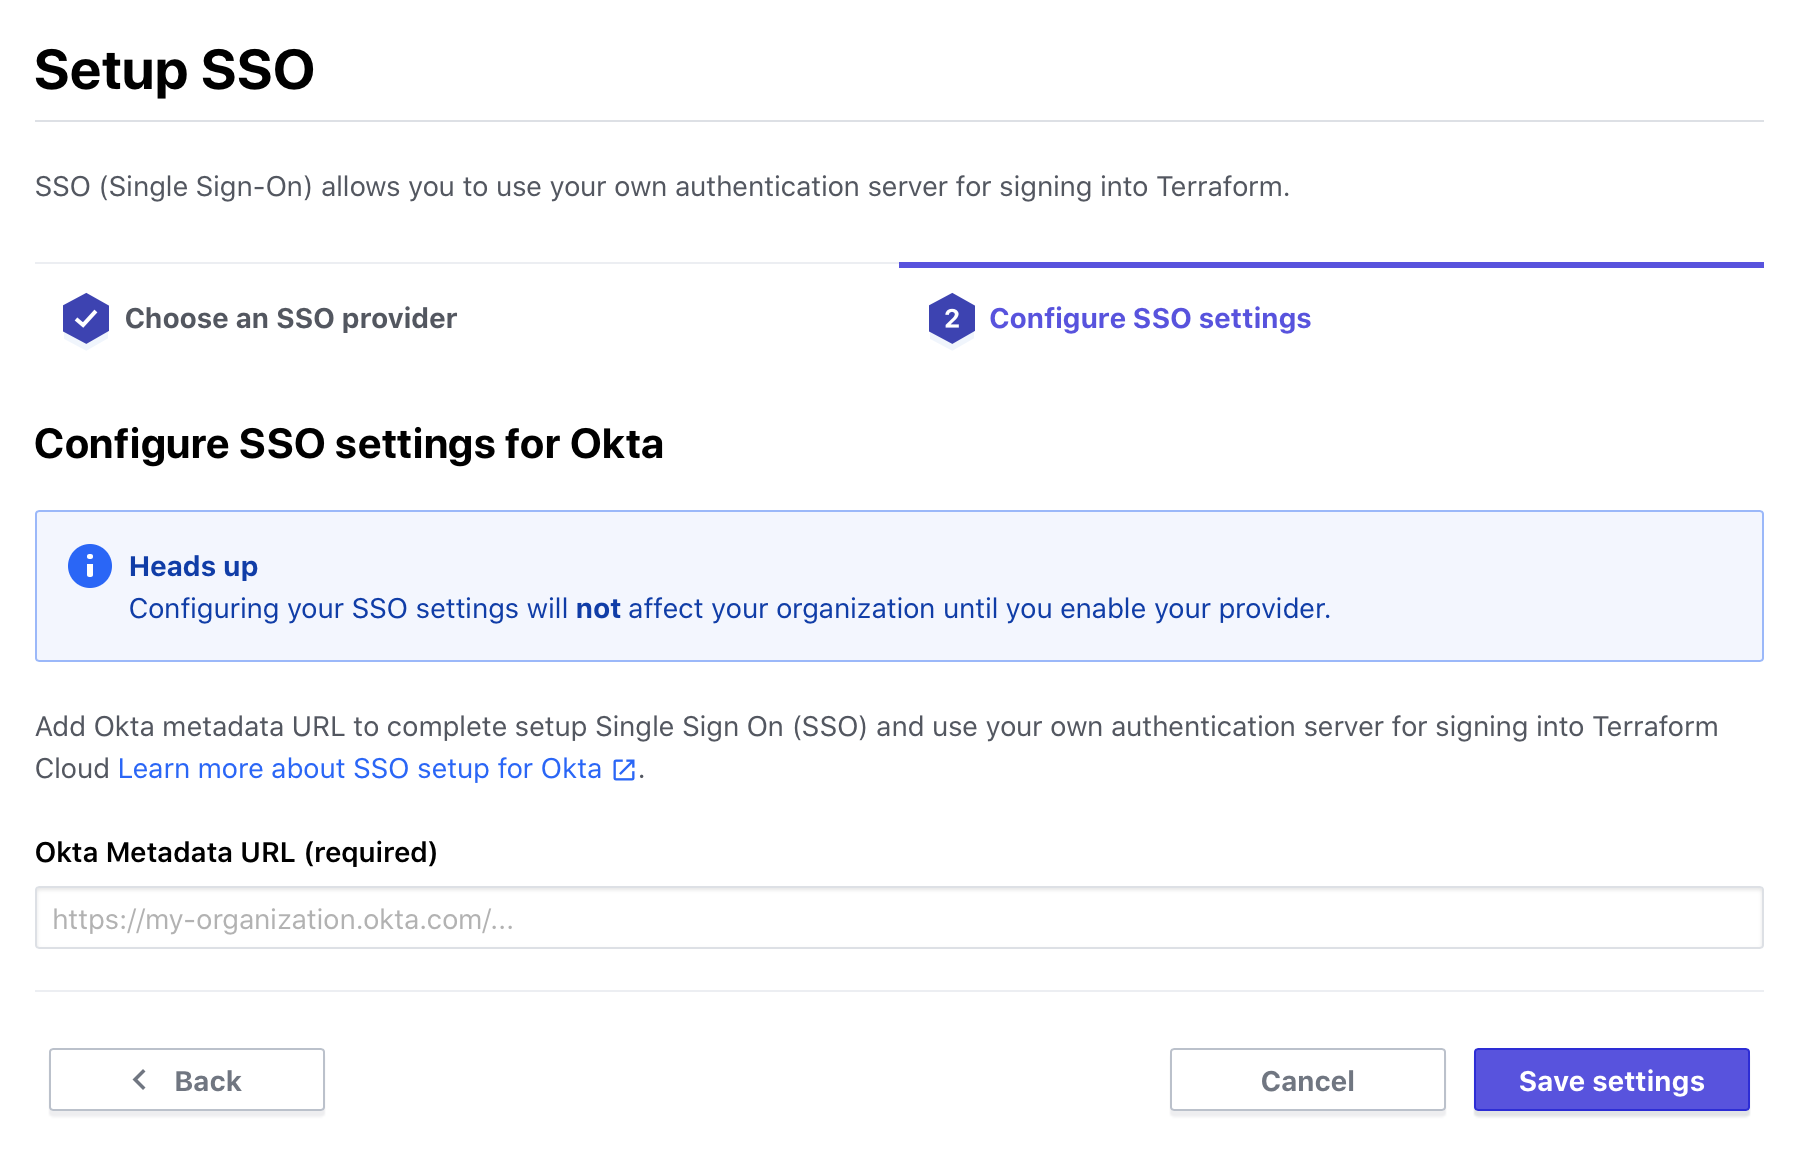 Setup SSO
SSO (Single Sign-On) allows you to use your own authentication server for signing into Terraform.
Choose an SSO provider
2 Configure SSO settings
Configure SSO settings for Okta
Heads up
Configuring your SSO settings will not affect your organization until you enable your provider.
Add Okta metadata URL to complete setup Single Sign On (SSO) and use your own authentication server for signing into Terraform
Cloud Learn more about SSO setup for Okta .
Okta Metadata URL (required)
https://my-organization.okta.com/...
Back
Cancel
Save settings